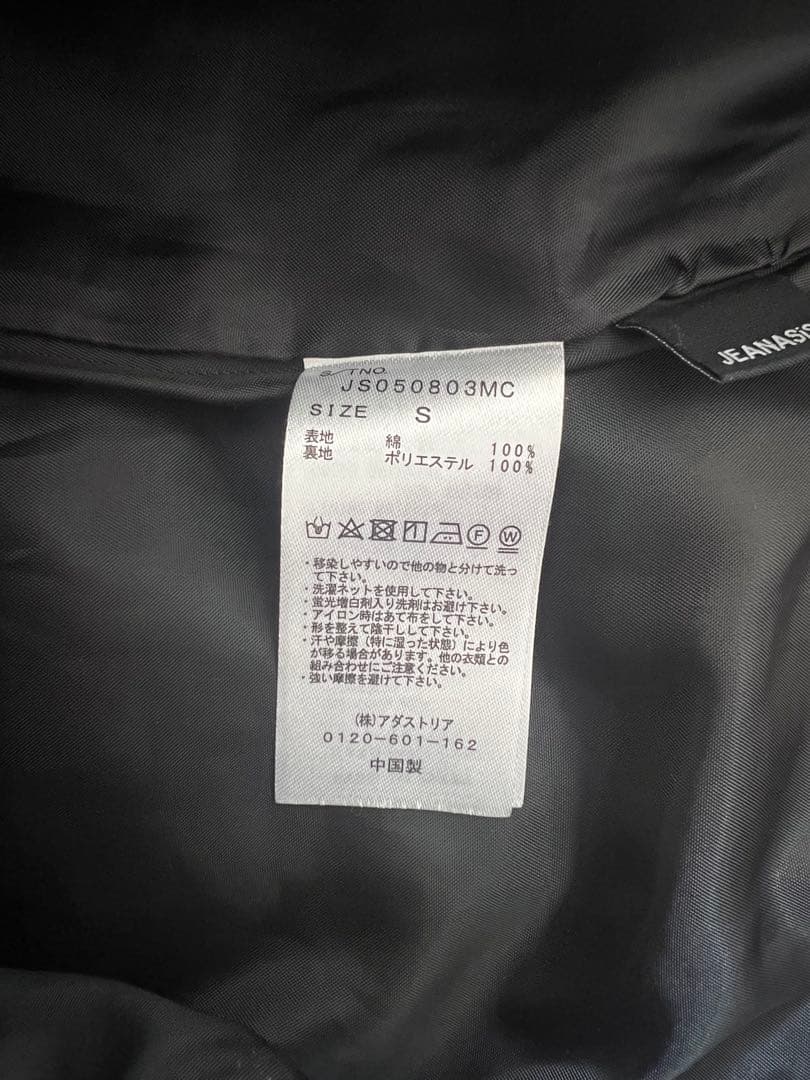 JEANASiS
S/TNO.
JS050803MC
SIZE S
表地 綿 100%
裏地 ポリエステル 100%
F W
・移染しやすいので他の物と分けて洗っ
て下さい。
・洗濯ネットを使用して下さい。
・蛍光増白剤入り洗剤はお避け下さい。
・アイロン時はあて布をして下さい。
・形を整えて陰干しして下さい。
・汗や摩擦（特に湿った状態）により色
が移る場合があります。他の衣類との
組み合わせにご注意ください。
・強い摩擦を避けて下さい。
(株)アダストリア
0120-601-162
中国製